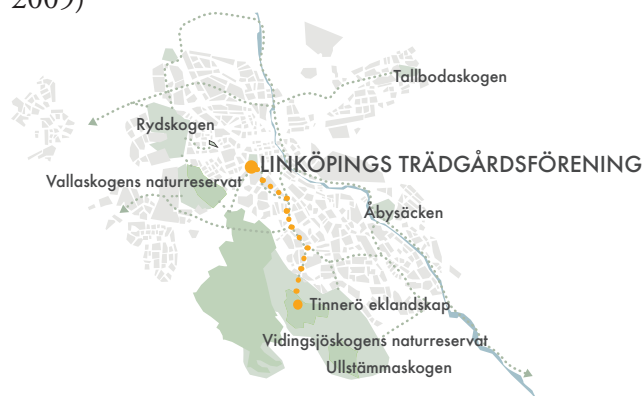 2009)
Tallbodaskogen
Rydskogen
LINKÖPINGS TRÄDGÅRDSFÖRENING
Vallaskogens naturreservat
Åbysäcken
Tinnerö eklandskap
Vidingsjöskogens naturreservat
Ullstämmaskogen